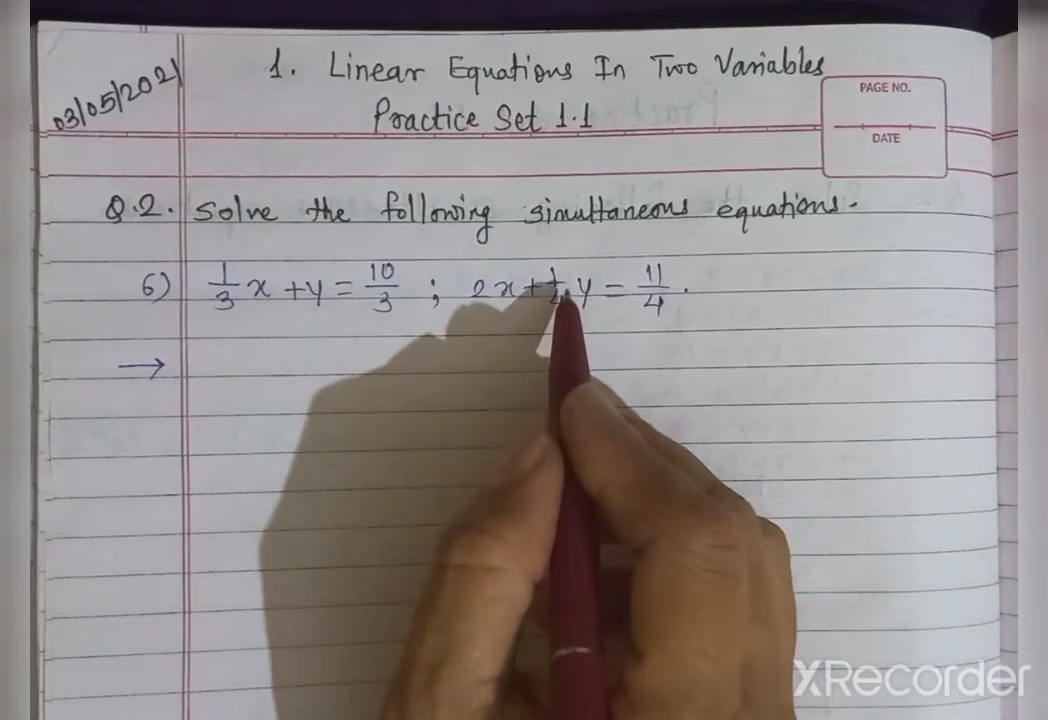 1. Linear Equations In Two Variables
03/05/2021
Practice Set 1.1
PAGE NO.
DATE
Q.2. Solve the following simultaneous equations.
6) 1/3 x + y = 10/3 ; 2x + 1/4 y = 11/4 .
→
XRecorder